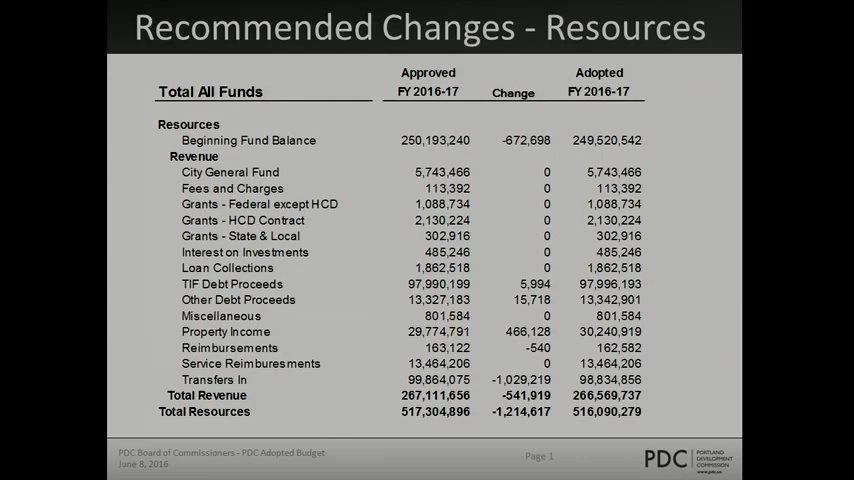 Recommended Changes - Resources
Approved Adopted
Total All Funds FY 2016-17 Change FY 2016-17
Resources
Beginning Fund Balance 250,193,240 -672,698 249,520,542
Revenue
City General Fund 5,743,466 0 5,743,466
Fees and Charges 113,392 0 113,392
Grants - Federal except HCD 1,088,734 0 1,088,734
Grants - HCD Contract 2,130,224 0 2,130,224
Grants - State & Local 302,916 0 302,916
Interest on Investments 485,246 0 485,246
Loan Collections 1,862,518 0 1,862,518
TIF Debt Proceeds 97,990,199 5,994 97,996,193
Other Debt Proceeds 13,327,183 15,718 13,342,901
Miscellaneous 801,584 0 801,584
Property Income 29,774,791 466,128 30,240,919
Reimbursements 163,122 -540 162,582
Service Reimburesments 13,464,206 0 13,464,206
Transfers In 99,864,075 -1,029,219 98,834,856
Total Revenue 267,111,656 -541,919 266,569,737
Total Resources 517,304,896 -1,214,617 516,090,279
PDC Board of Commissioners - PDC Adopted Budget
June 8, 2016
Page 1
PDC
PORTLAND
DEVELOPMENT
COMMISSION
www.pdc.us